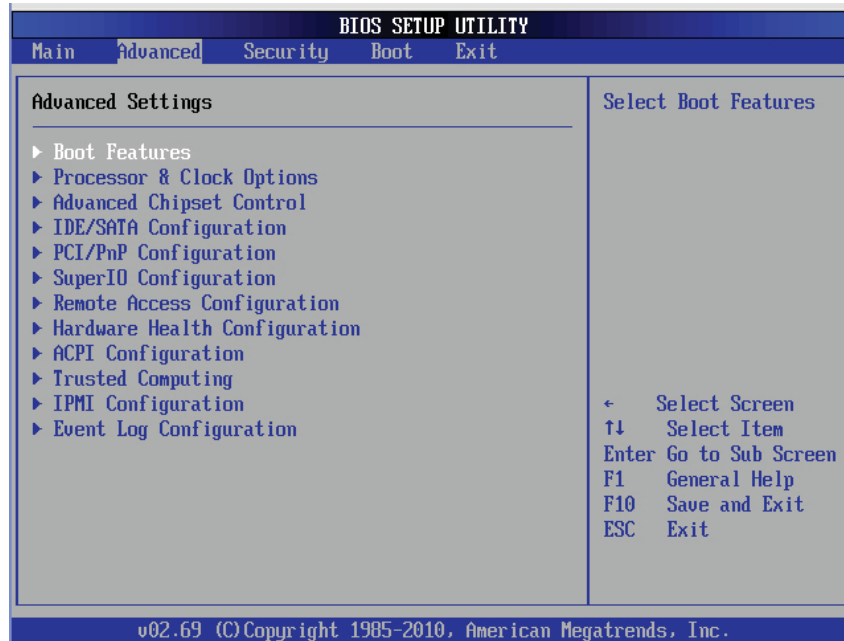 BIOS SETUP UTILITY
Main Advanced Security Boot Exit
Advanced Settings
▶ Boot Features
▶ Processor & Clock Options
▶ Advanced Chipset Control
▶ IDE/SATA Configuration
▶ PCI/PnP Configuration
▶ SuperIO Configuration
▶ Remote Access Configuration
▶ Hardware Health Configuration
▶ ACPI Configuration
▶ Trusted Computing
▶ IPMI Configuration
▶ Event Log Configuration
Select Boot Features
← Select Screen
↑↓ Select Item
Enter Go to Sub Screen
F1 General Help
F10 Save and Exit
ESC Exit
v02.69 (C)Copyright 1985-2010, American Megatrends, Inc.